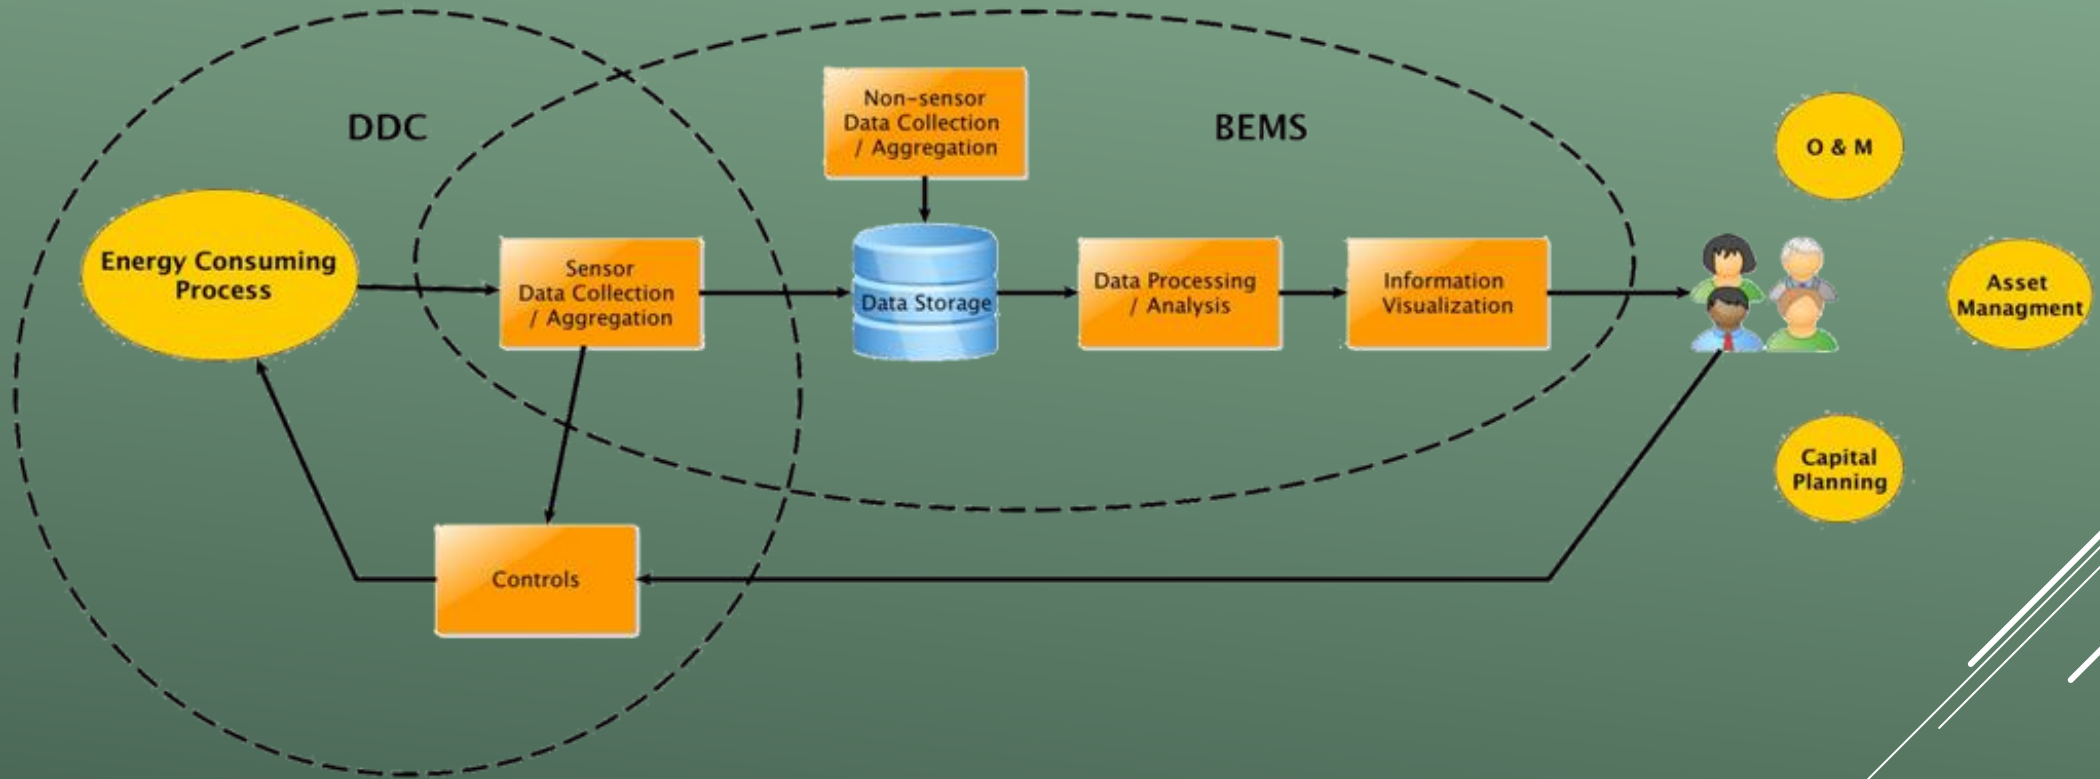 DDC
BEMS
Non-sensor
Data Collection
/ Aggregation
O & M
Energy Consuming
Process
Sensor
Data Collection
/ Aggregation
Data Storage
Data Processing
/ Analysis
Information
Visualization
Asset
Managment
Capital
Planning
Controls